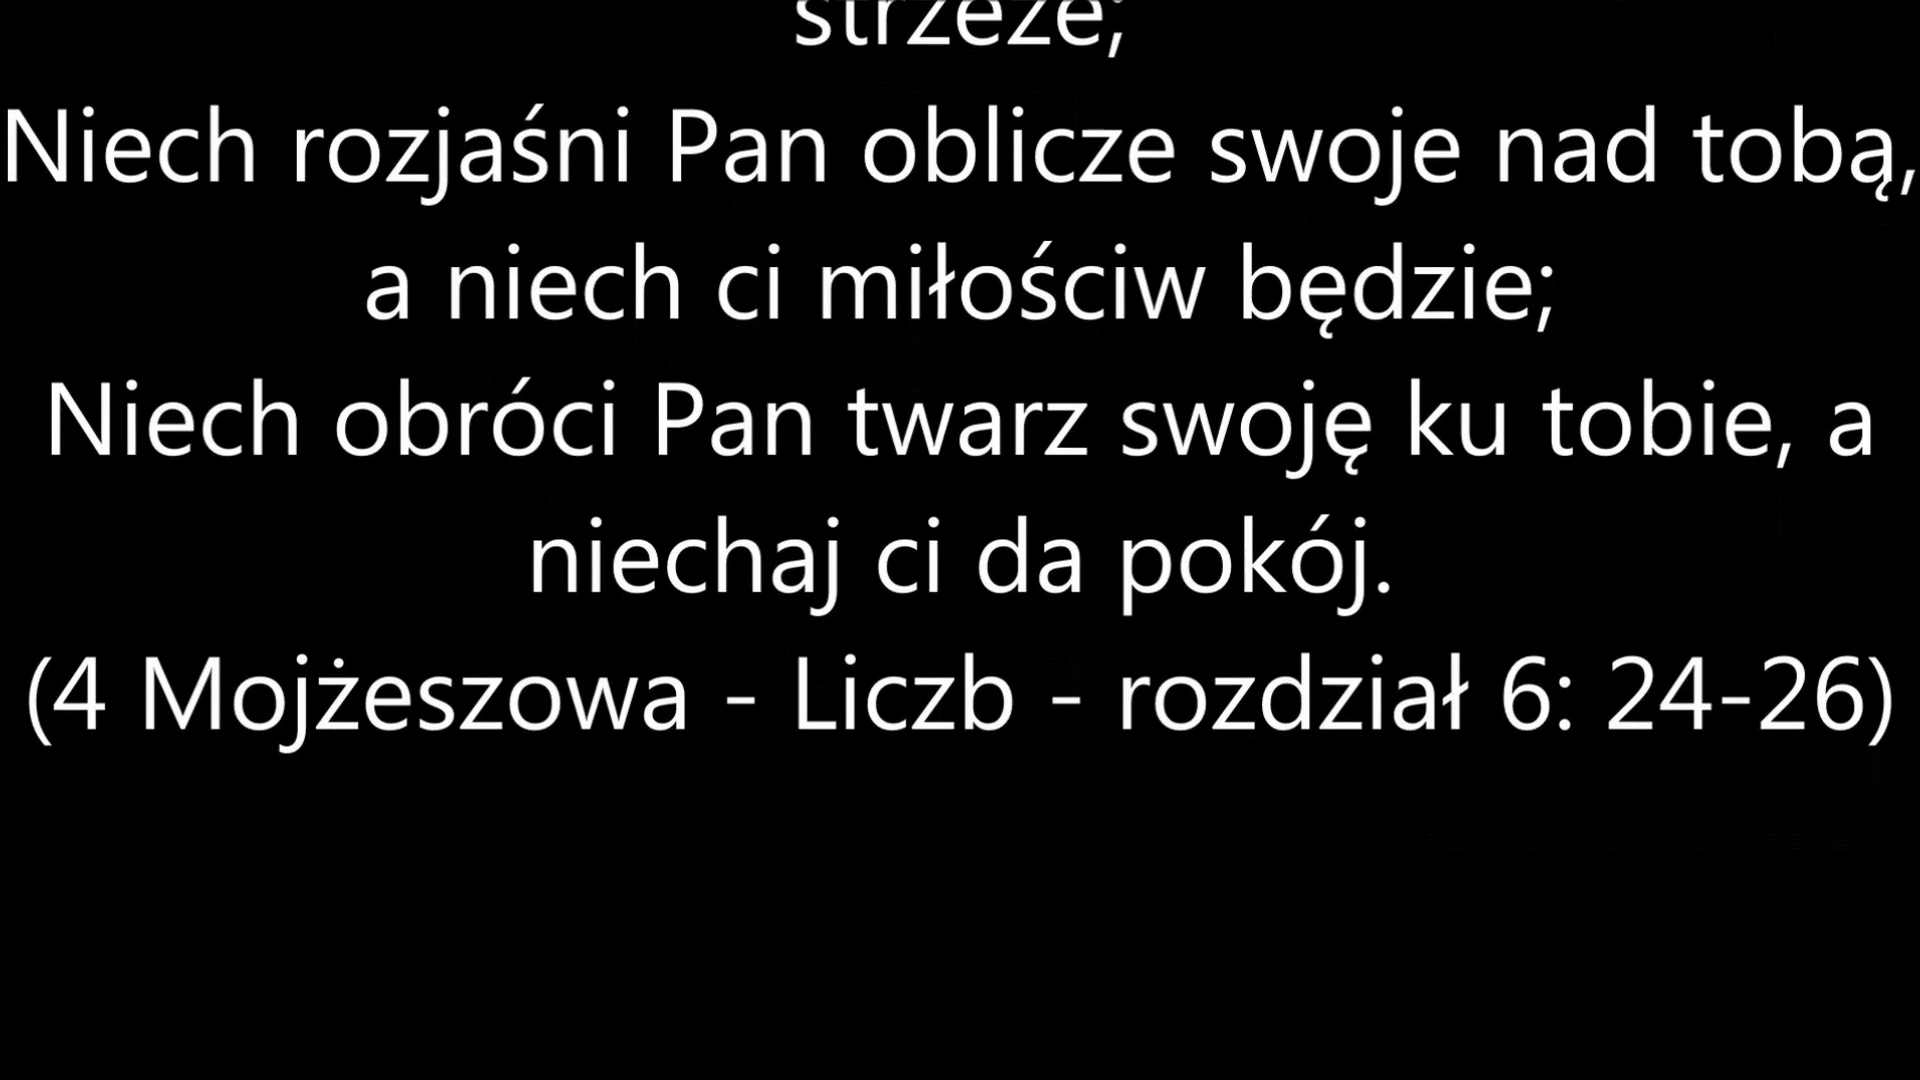 strzeże;
Niech rozjaśni Pan oblicze swoje nad tobą,
a niech ci miłościw będzie;
Niech obróci Pan twarz swoję ku tobie, a
niechaj ci da pokój.
(4 Mojżeszowa - Liczb - rozdział 6: 24-26)